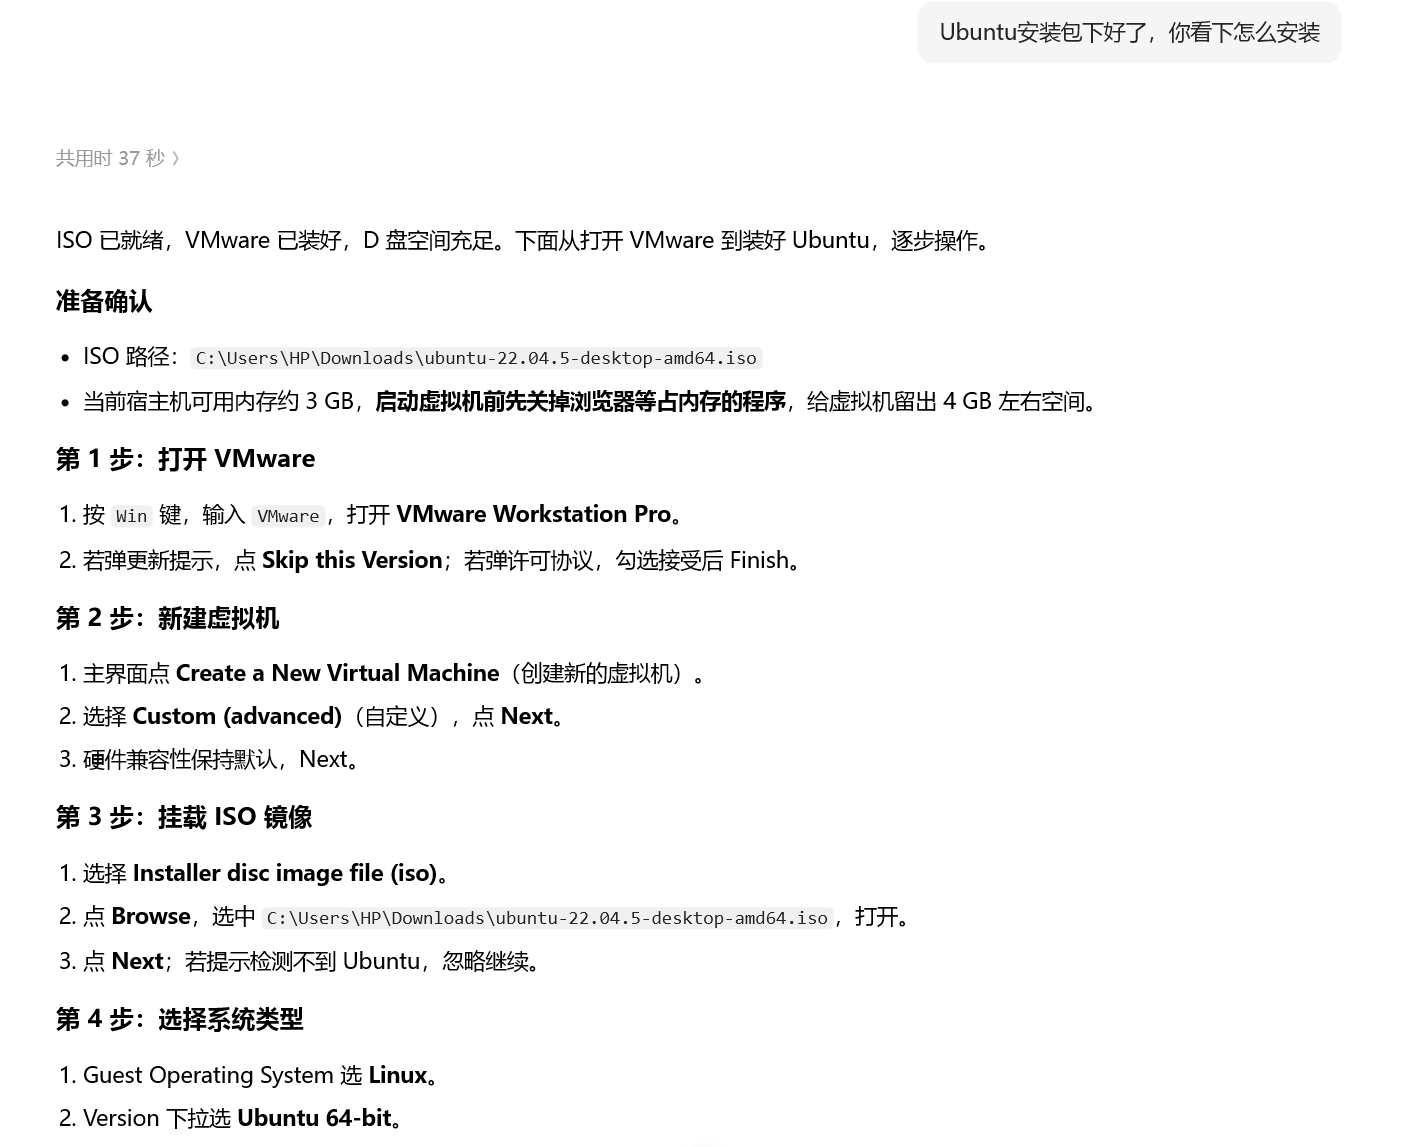 Ubuntu安装包下好了，你看下怎么安装
共用时 37 秒 〉
ISO 已就绪，VMware 已装好，D 盘空间充足。下面从打开 VMware 到装好 Ubuntu，逐步操作。
准备确认
• ISO 路径：C:\Users\HP\Downloads\ubuntu-22.04.5-desktop-amd64.iso
• 当前宿主机可用内存约 3 GB，启动虚拟机前先关掉浏览器等占内存的程序，给虚拟机留出 4 GB 左右空间。
第 1 步：打开 VMware
1. 按 Win 键，输入 VMware，打开 VMware Workstation Pro。
2. 若弹更新提示，点 Skip this Version；若弹许可协议，勾选接受后 Finish。
第 2 步：新建虚拟机
1. 主界面点 Create a New Virtual Machine（创建新的虚拟机）。
2. 选择 Custom (advanced)（自定义），点 Next。
3. 硬件兼容性保持默认，Next。
第 3 步：挂载 ISO 镜像
1. 选择 Installer disc image file (iso)。
2. 点 Browse，选中 C:\Users\HP\Downloads\ubuntu-22.04.5-desktop-amd64.iso，打开。
3. 点 Next；若提示检测不到 Ubuntu，忽略继续。
第 4 步：选择系统类型
1. Guest Operating System 选 Linux。
2. Version 下拉选 Ubuntu 64-bit。